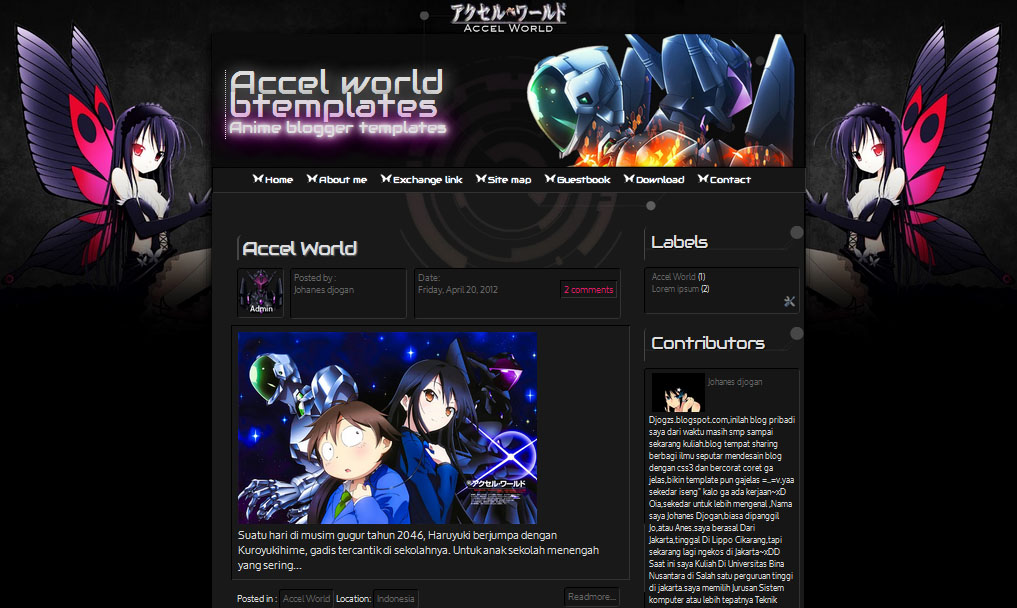 アクセル・ワールド
ACCEL WORLD
Accel world
btemplates
Anime blogger templates
Home About me Exchange link Site map Guestbook Download Contact
Accel World
Admin
Posted by :
Johanes djogan
Date:
Friday, April 20, 2012
2 comments
アクセル・ワールド
Suatu hari di musim gugur tahun 2046, Haruyuki berjumpa dengan
Kuroyukihime, gadis tercantik di sekolahnya. Untuk anak sekolah menengah
yang sering...
Posted in : Accel World Location: Indonesia
Readmore...
Labels
Accel World (1)
Lorem ipsum (2)
Contributors
Johanes djogan
Djogzs.blogspot.com,inilah blog pribadi
saya dari waktu masih smp sampai
sekarang kuliah.blog tempat sharing
berbagi ilmu seputar mendesain blog
dengan css3 dan bercorat coret ga
jelas,bikin template pun gajelas =..=v.yaa
sekedar iseng" kalo ga ada kerjaan~xD
Oia,sekedar untuk lebih mengenal ,Nama
saya Johanes Djogan,biasa dipanggil
Jo,atau Anes.saya berasal Dari
Jakarta,tinggal Di Lippo Cikarang,tapi
sekarang lagi ngekos di Jakarta~xDD
Saat ini saya Kuliah Di Universitas Bina
Nusantara di Salah satu perguruan tinggi
di jakarta.saya memilih Jurusan Sistem
komputer atau lebih tepatnya Teknik